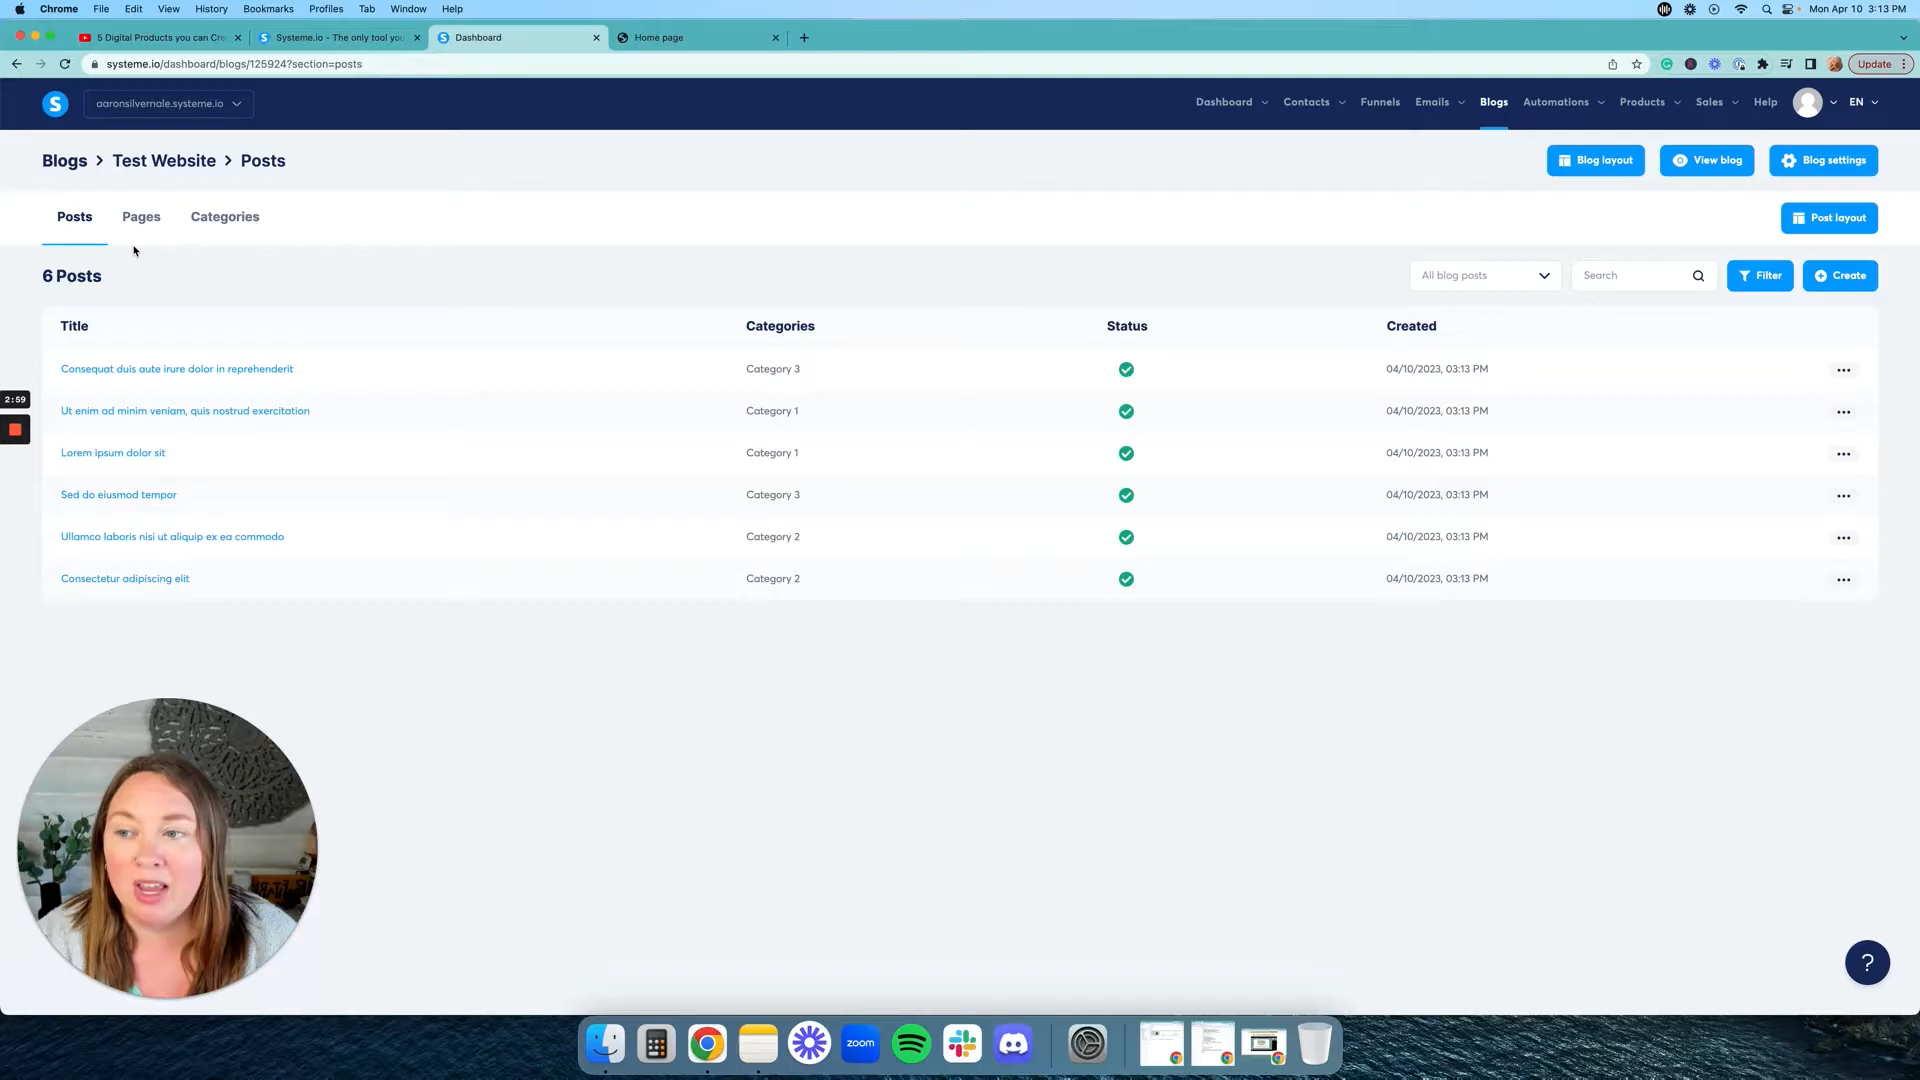 Chrome File Edit View History Bookmarks Profiles Tab Window Help Mon Apr 10 3:13 PM
5 Digital Products you can Cre Systeme.io - The only tool you Dashboard Home page
systeme.io/dashboard/blogs/125924?section=posts Update
S aaronsilvernale.systeme.io Dashboard Contacts Funnels Emails Blogs Automations Products Sales Help EN
Blogs > Test Website > Posts Blog layout View blog Blog settings
Posts Pages Categories Post layout
6 Posts All blog posts Search Filter Create
Title Categories Status Created
Consequat duis aute irure dolor in reprehenderit Category 3 04/10/2023, 03:13 PM
2:59
Ut enim ad minim veniam, quis nostrud exercitation Category 1 04/10/2023, 03:13 PM
Lorem ipsum dolor sit Category 1 04/10/2023, 03:13 PM
Sed do eiusmod tempor Category 3 04/10/2023, 03:13 PM
Ullamco laboris nisi ut aliquip ex ea commodo Category 2 04/10/2023, 03:13 PM
Consectetur adipiscing elit Category 2 04/10/2023, 03:13 PM
?
zoom